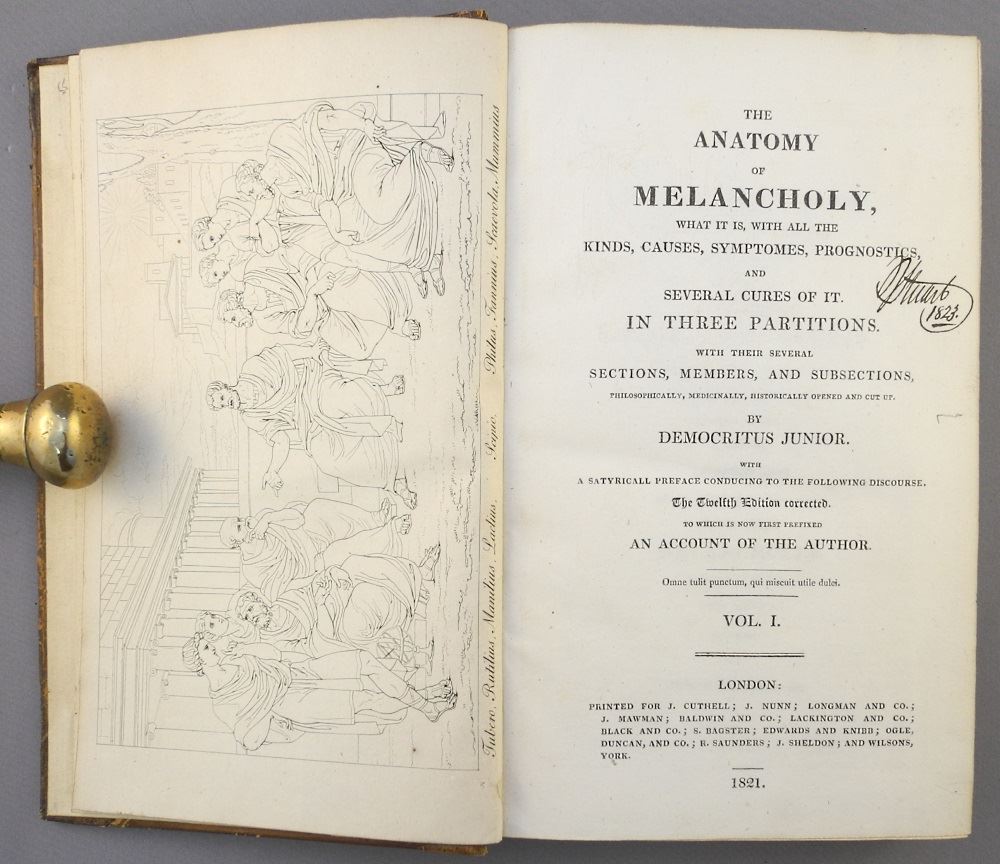 Tubero, Rutilius, Manilius, Laelius, Scipio, Philus, Fannius, Scaevola, Mummius
THE
ANATOMY
OF
MELANCHOLY,
WHAT IT IS, WITH ALL THE
KINDS, CAUSES, SYMPTOMES, PROGNOSTICS,
AND
SEVERAL CURES OF IT.
IN THREE PARTITIONS.
WITH THEIR SEVERAL
SECTIONS, MEMBERS, AND SUBSECTIONS,
PHILOSOPHICALLY, MEDICINALLY, HISTORICALLY OPENED AND CUT UP.
BY
DEMOCRITUS JUNIOR.
WITH
A SATYRICALL PREFACE CONDUCING TO THE FOLLOWING DISCOURSE.
The Twelfth Edition corrected.
TO WHICH IS NOW FIRST PREFIXED
AN ACCOUNT OF THE AUTHOR.
Omne tulit punctum, qui miscuit utile dulci.
VOL. I.
LONDON:
PRINTED FOR J. CUTHELL; J. NUNN; LONGMAN AND CO.;
J. MAWMAN; BALDWIN AND CO.; LACKINGTON AND CO.;
BLACK AND CO.; S. BAGSTER; EDWARDS AND KNIBB; OGLE,
DUNCAN, AND CO.; R. SAUNDERS; J. SHELDON; AND WILSONS,
YORK.
1821.
Stuart
1823.